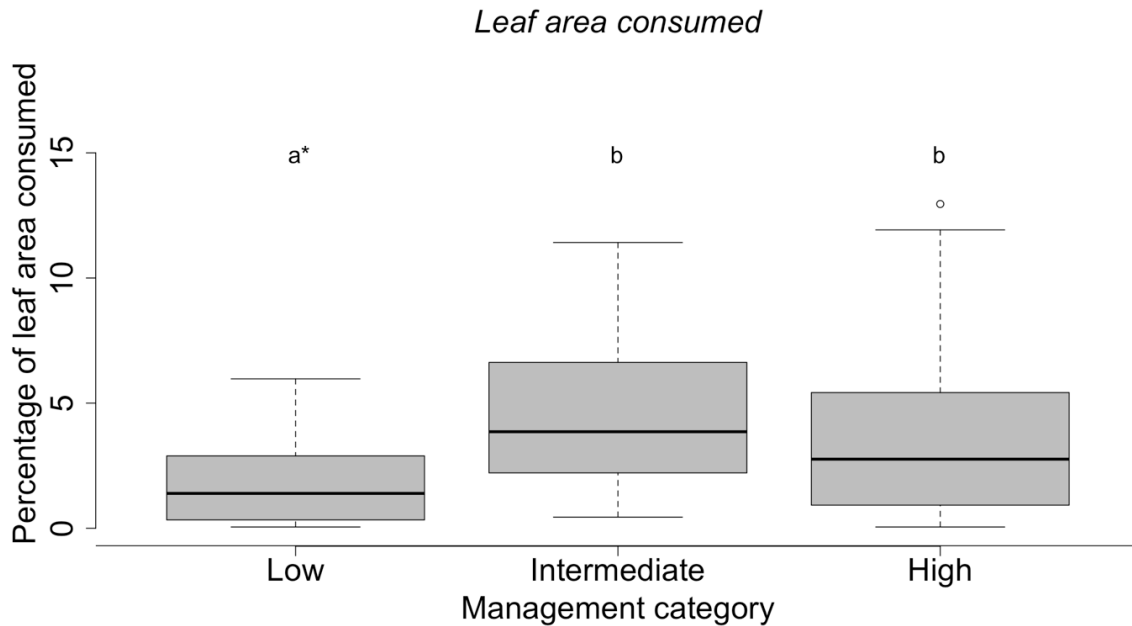 Leaf area consumed
Percentage of leaf area consumed
15
10
5
0
a*
b
b
Low
Intermediate
High
Management category